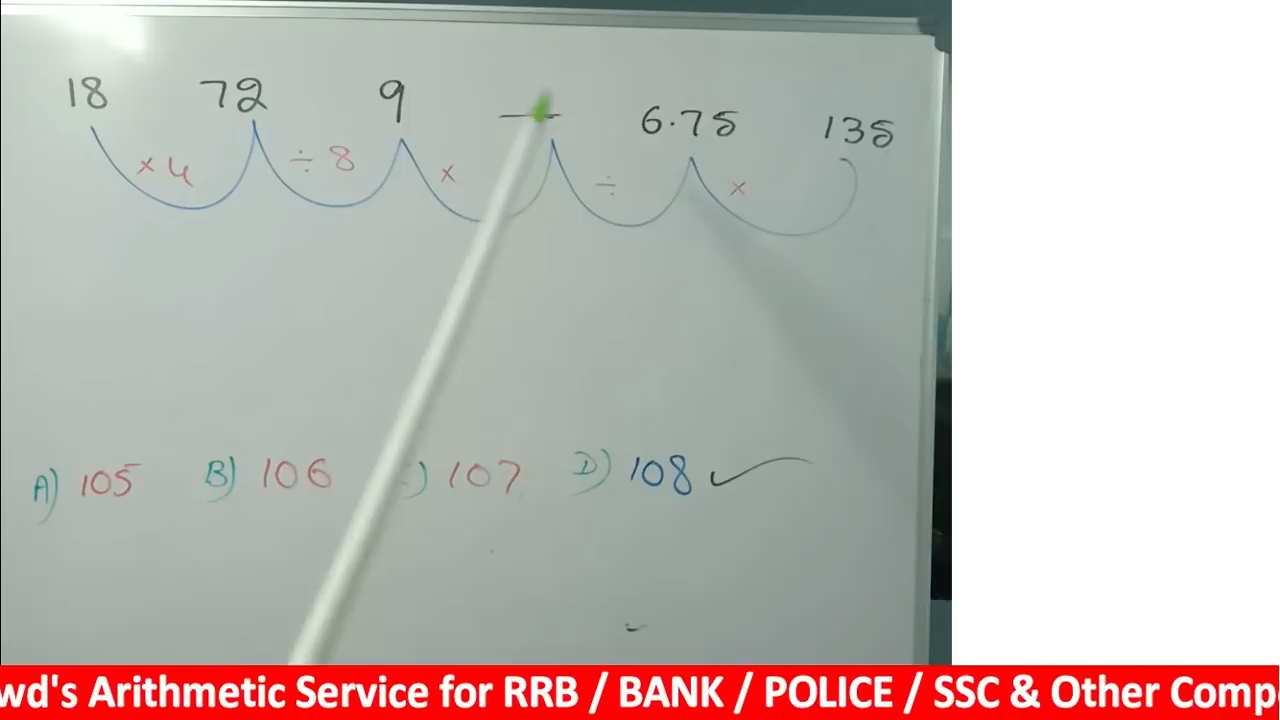 18 72 9 __ 6.75 135
×4 ÷8 × ÷ ×
A) 105 B) 106 ) 107 D) 108
wd's Arithmetic Service for RRB / BANK / POLICE / SSC & Other Comp